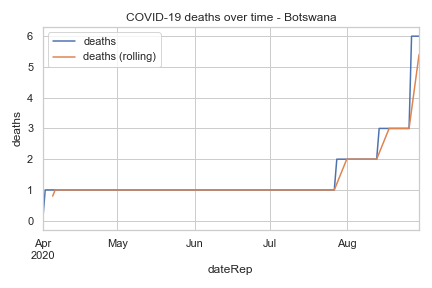 COVID-19 deaths over time - Botswana
deaths
deaths (rolling)
6
5
4
3
2
1
0
deaths
Apr May Jun Jul Aug
2020
dateRep